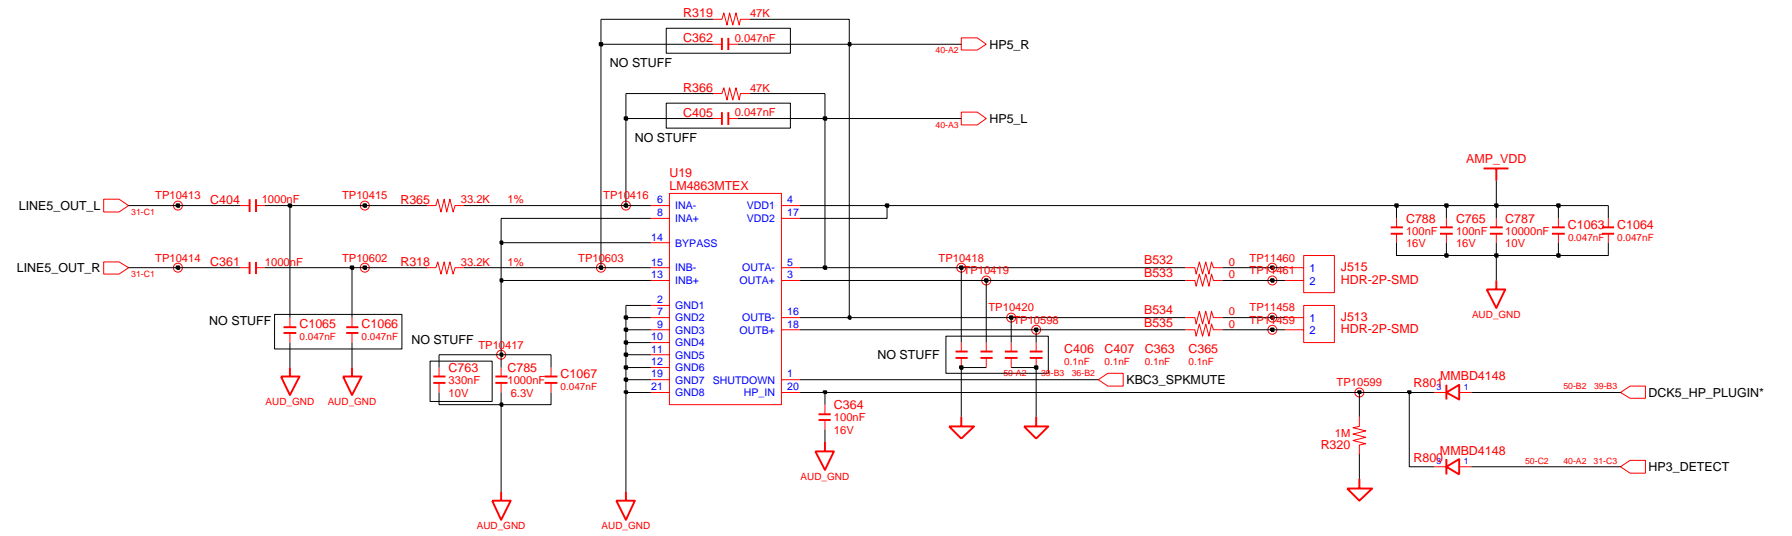 R319 47K
C362 0.047nF
NO STUFF
40-A2 HP5_R
R366 47K
C405 0.047nF
NO STUFF
40-A3 HP5_L
U19
LM4863MTEX
AMP_VDD
LINE5_OUT_L 31-C1 TP10413 C404 1000nF TP10415 R365 33.2K 1% TP10416
LINE5_OUT_R 31-C1 TP10414 C361 1000nF TP10602 R318 33.2K 1% TP10603
6 INA-
8 INA+
14 BYPASS
15 INB-
13 INB+
2 GND1
7 GND2
9 GND3
10 GND4
11 GND5
12 GND6
19 GND7
21 GND8
VDD1 4
VDD2 17
OUTA- 5
OUTA+ 3
OUTB- 16
OUTB+ 18
SHUTDOWN 1
HP_IN 20
C788
100nF
16V
C765
100nF
16V
C787
10000nF
10V
C1063
0.047nF
C1064
0.047nF
AUD_GND
TP10418
TP10419
TP10420
TP10598
B532 0 TP11460
B533 0 TP11461
1
2
J515
HDR-2P-SMD
B534 0 TP11458
B535 0 TP11459
1
2
J513
HDR-2P-SMD
NO STUFF
C1065
0.047nF
C1066
0.047nF
AUD_GND
AUD_GND
NO STUFF
TP10417
C763
330nF
10V
C785
1000nF
6.3V
C1067
0.047nF
AUD_GND
AUD_GND
NO STUFF
C406 C407 C363 C365
0.1nF 0.1nF 0.1nF 0.1nF
50-A2 39-B3 36-B2
KBC3_SPKMUTE
C364
100nF
16V
AUD_GND
TP10599
1M
R320
R801 MMBD4148
3 1
50-B2 39-B3
DCK5_HP_PLUGIN*
R800 MMBD4148
3 1
50-C2 40-A2 31-C3
HP3_DETECT